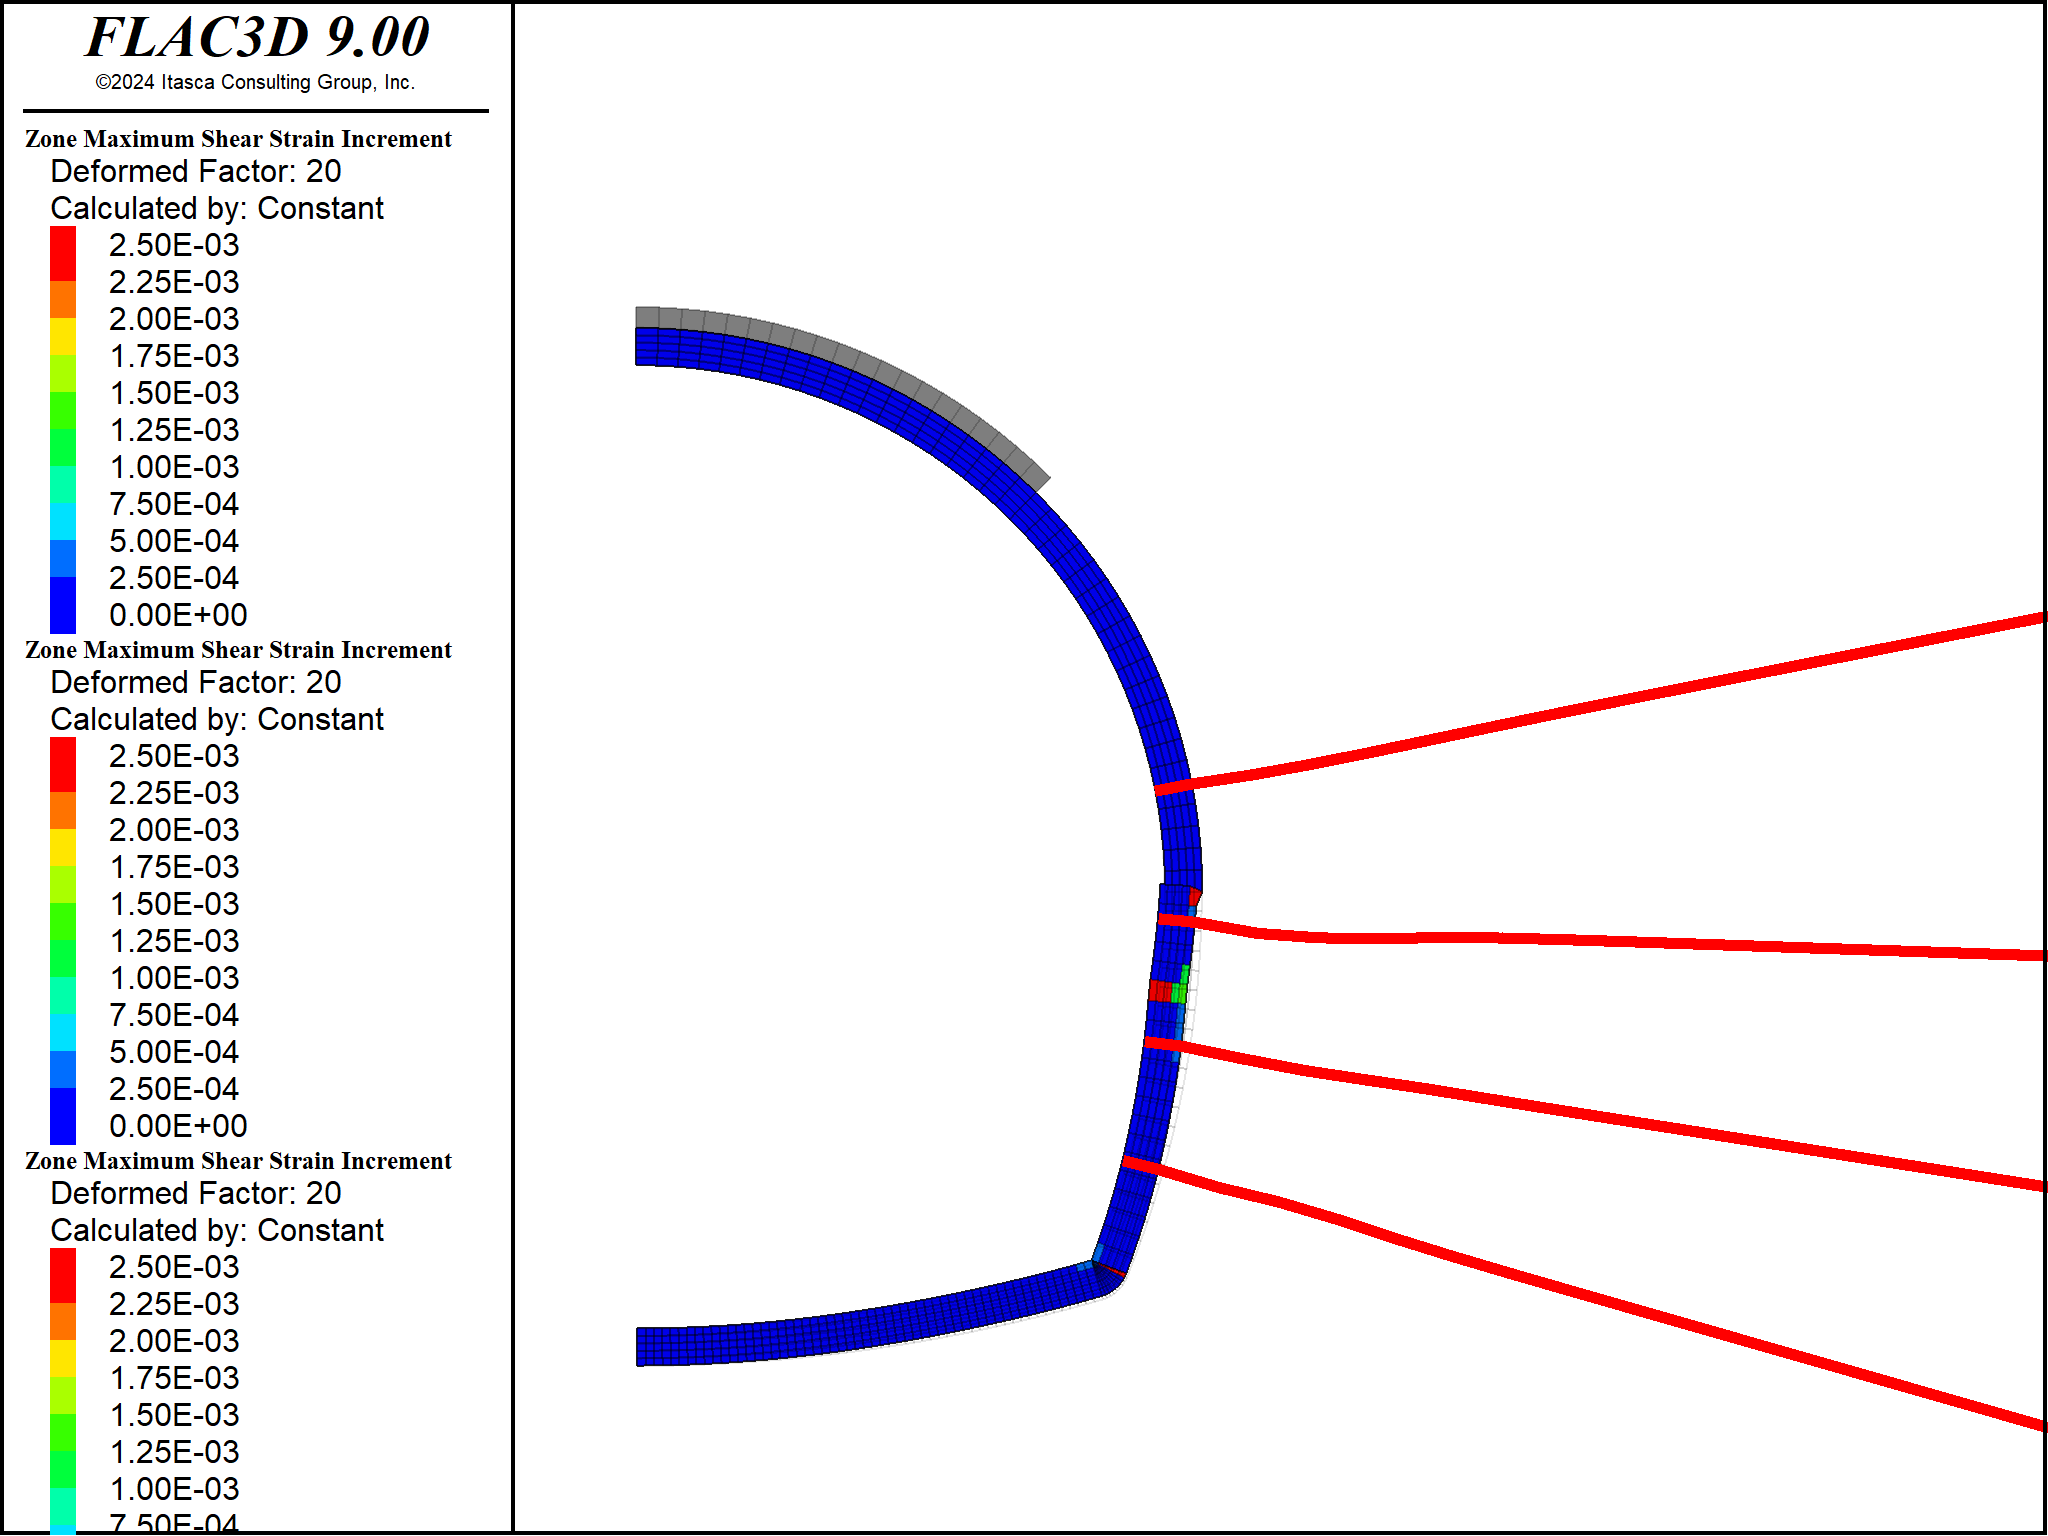 FLAC3D 9.00
©2024 Itasca Consulting Group, Inc.
Zone Maximum Shear Strain Increment
Deformed Factor: 20
Calculated by: Constant
2.50E-03
2.25E-03
2.00E-03
1.75E-03
1.50E-03
1.25E-03
1.00E-03
7.50E-04
5.00E-04
2.50E-04
0.00E+00
Zone Maximum Shear Strain Increment
Deformed Factor: 20
Calculated by: Constant
2.50E-03
2.25E-03
2.00E-03
1.75E-03
1.50E-03
1.25E-03
1.00E-03
7.50E-04
5.00E-04
2.50E-04
0.00E+00
Zone Maximum Shear Strain Increment
Deformed Factor: 20
Calculated by: Constant
2.50E-03
2.25E-03
2.00E-03
1.75E-03
1.50E-03
1.25E-03
1.00E-03
7.50E-04